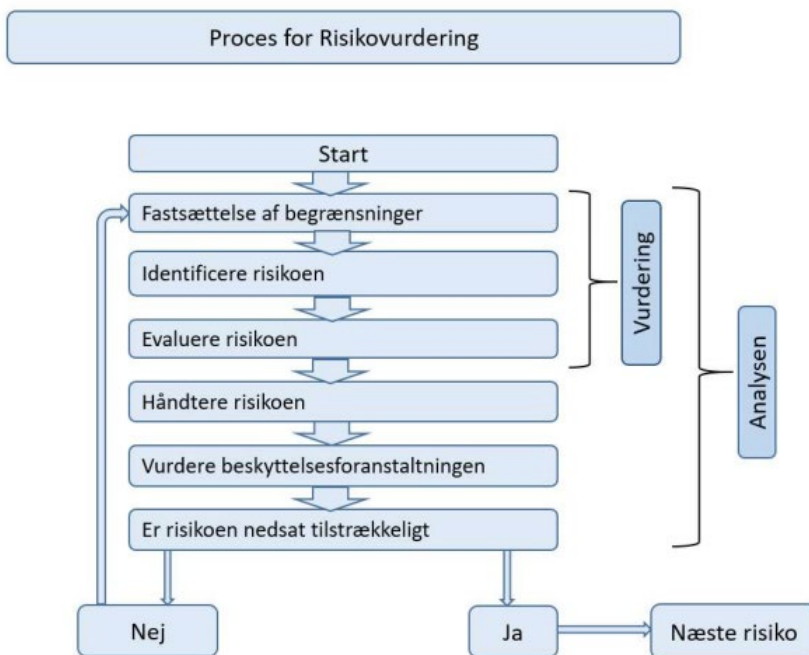 Proces for Risikovurdering
Start
Fastsættelse af begrænsninger
Identificere risikoen
Evaluere risikoen
Håndtere risikoen
Vurdere beskyttelsesforanstaltningen
Er risikoen nedsat tilstrækkeligt
Vurdering
Analysen
Nej
Ja
Næste risiko